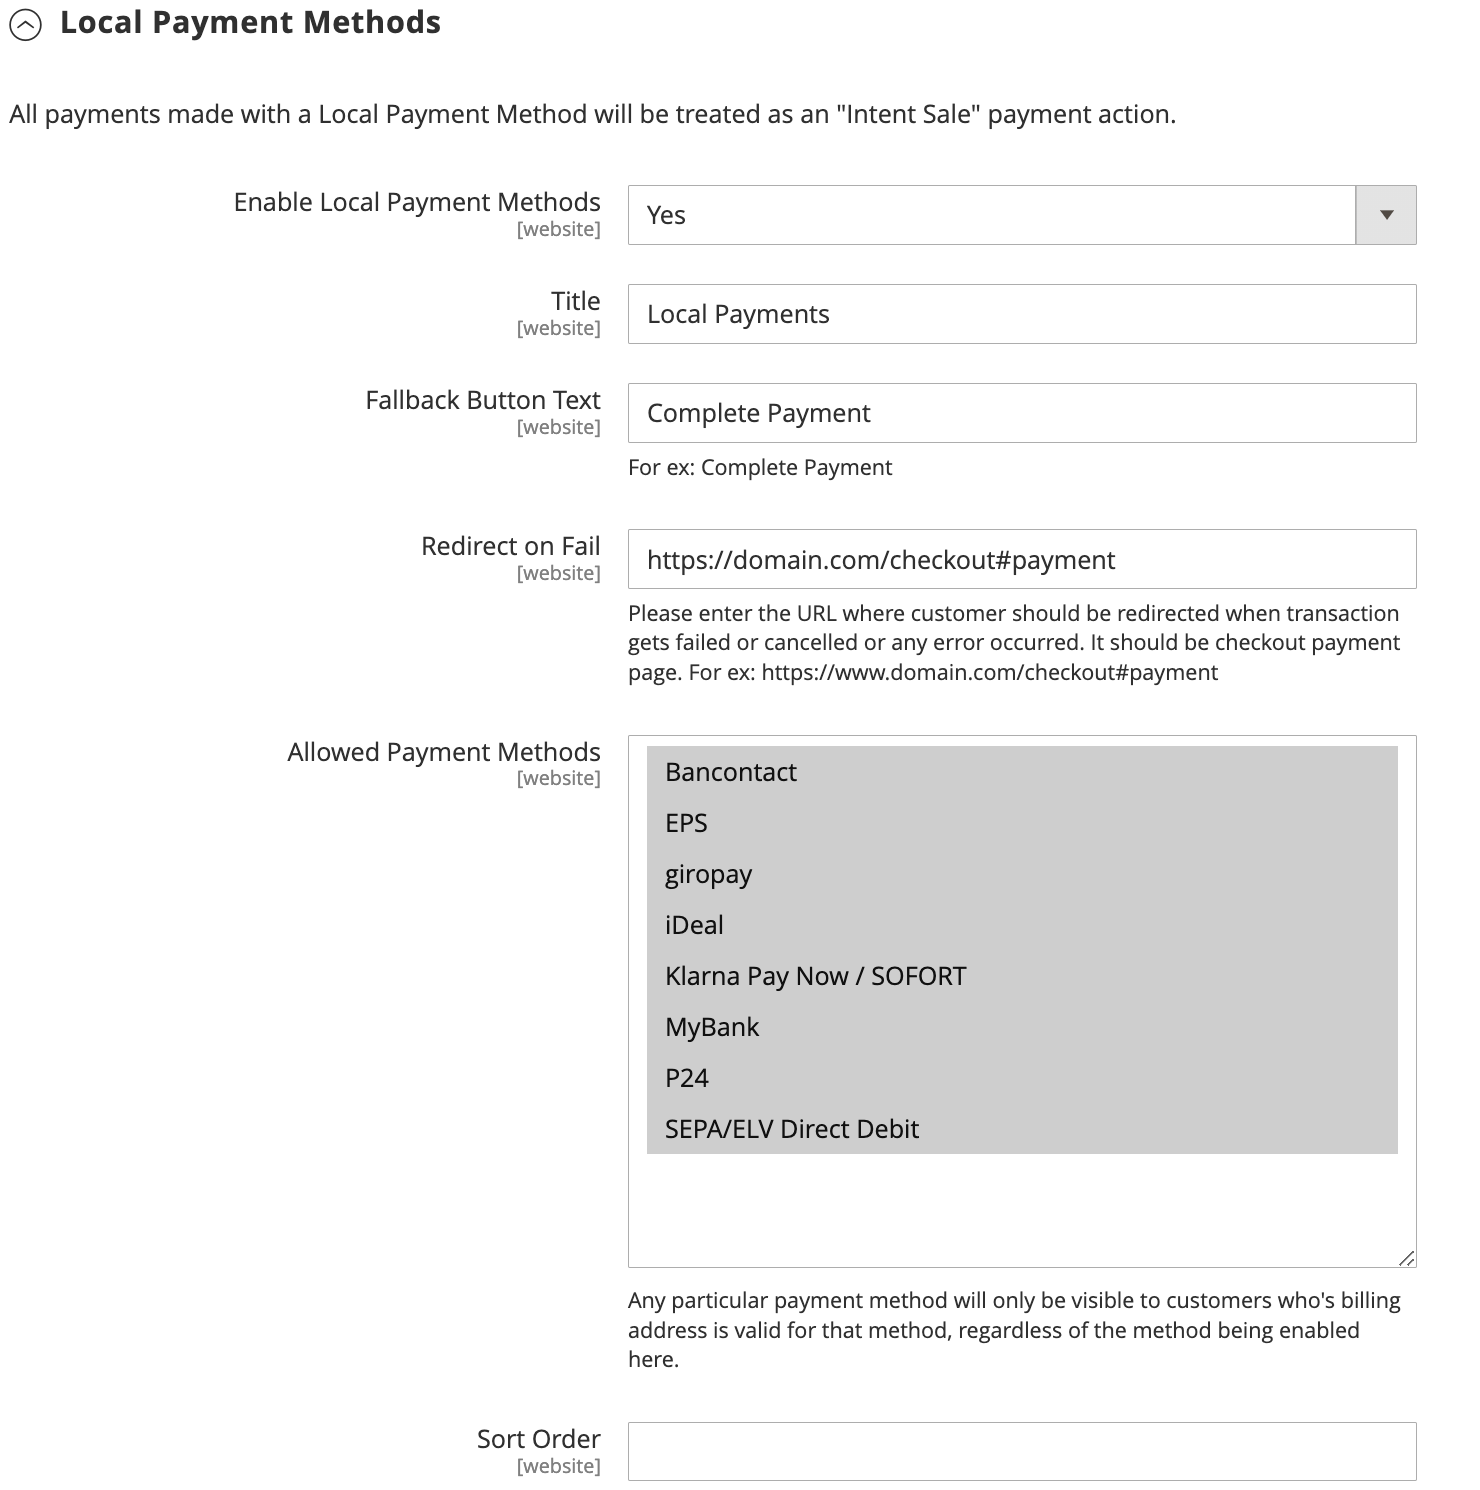 Local Payment Methods
All payments made with a Local Payment Method will be treated as an "Intent Sale" payment action.
Enable Local Payment Methods
[website]
Yes
Title
[website]
Local Payments
Fallback Button Text
[website]
Complete Payment
For ex: Complete Payment
Redirect on Fail
[website]
https://domain.com/checkout#payment
Please enter the URL where customer should be redirected when transaction
gets failed or cancelled or any error occurred. It should be checkout payment
page. For ex: https://www.domain.com/checkout#payment
Allowed Payment Methods
[website]
Bancontact
EPS
giropay
iDeal
Klarna Pay Now / SOFORT
MyBank
P24
SEPA/ELV Direct Debit
Any particular payment method will only be visible to customers who's billing
address is valid for that method, regardless of the method being enabled
here.
Sort Order
[website]